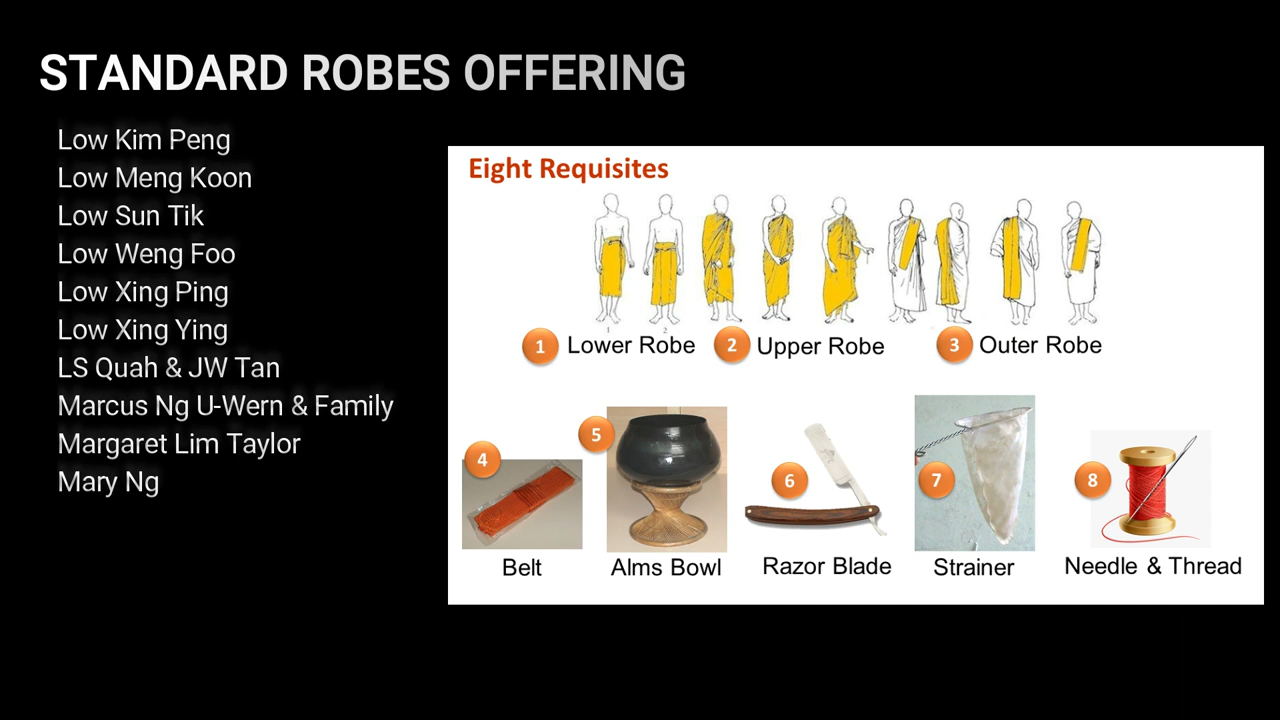 STANDARD ROBES OFFERING
Low Kim Peng
Low Meng Koon
Low Sun Tik
Low Weng Foo
Low Xing Ping
Low Xing Ying
LS Quah & JW Tan
Marcus Ng U-Wern & Family
Margaret Lim Taylor
Mary Ng
Eight Requisites
1 2
1 Lower Robe 2 Upper Robe 3 Outer Robe
4 5 6 7 8
Belt Alms Bowl Razor Blade Strainer Needle & Thread